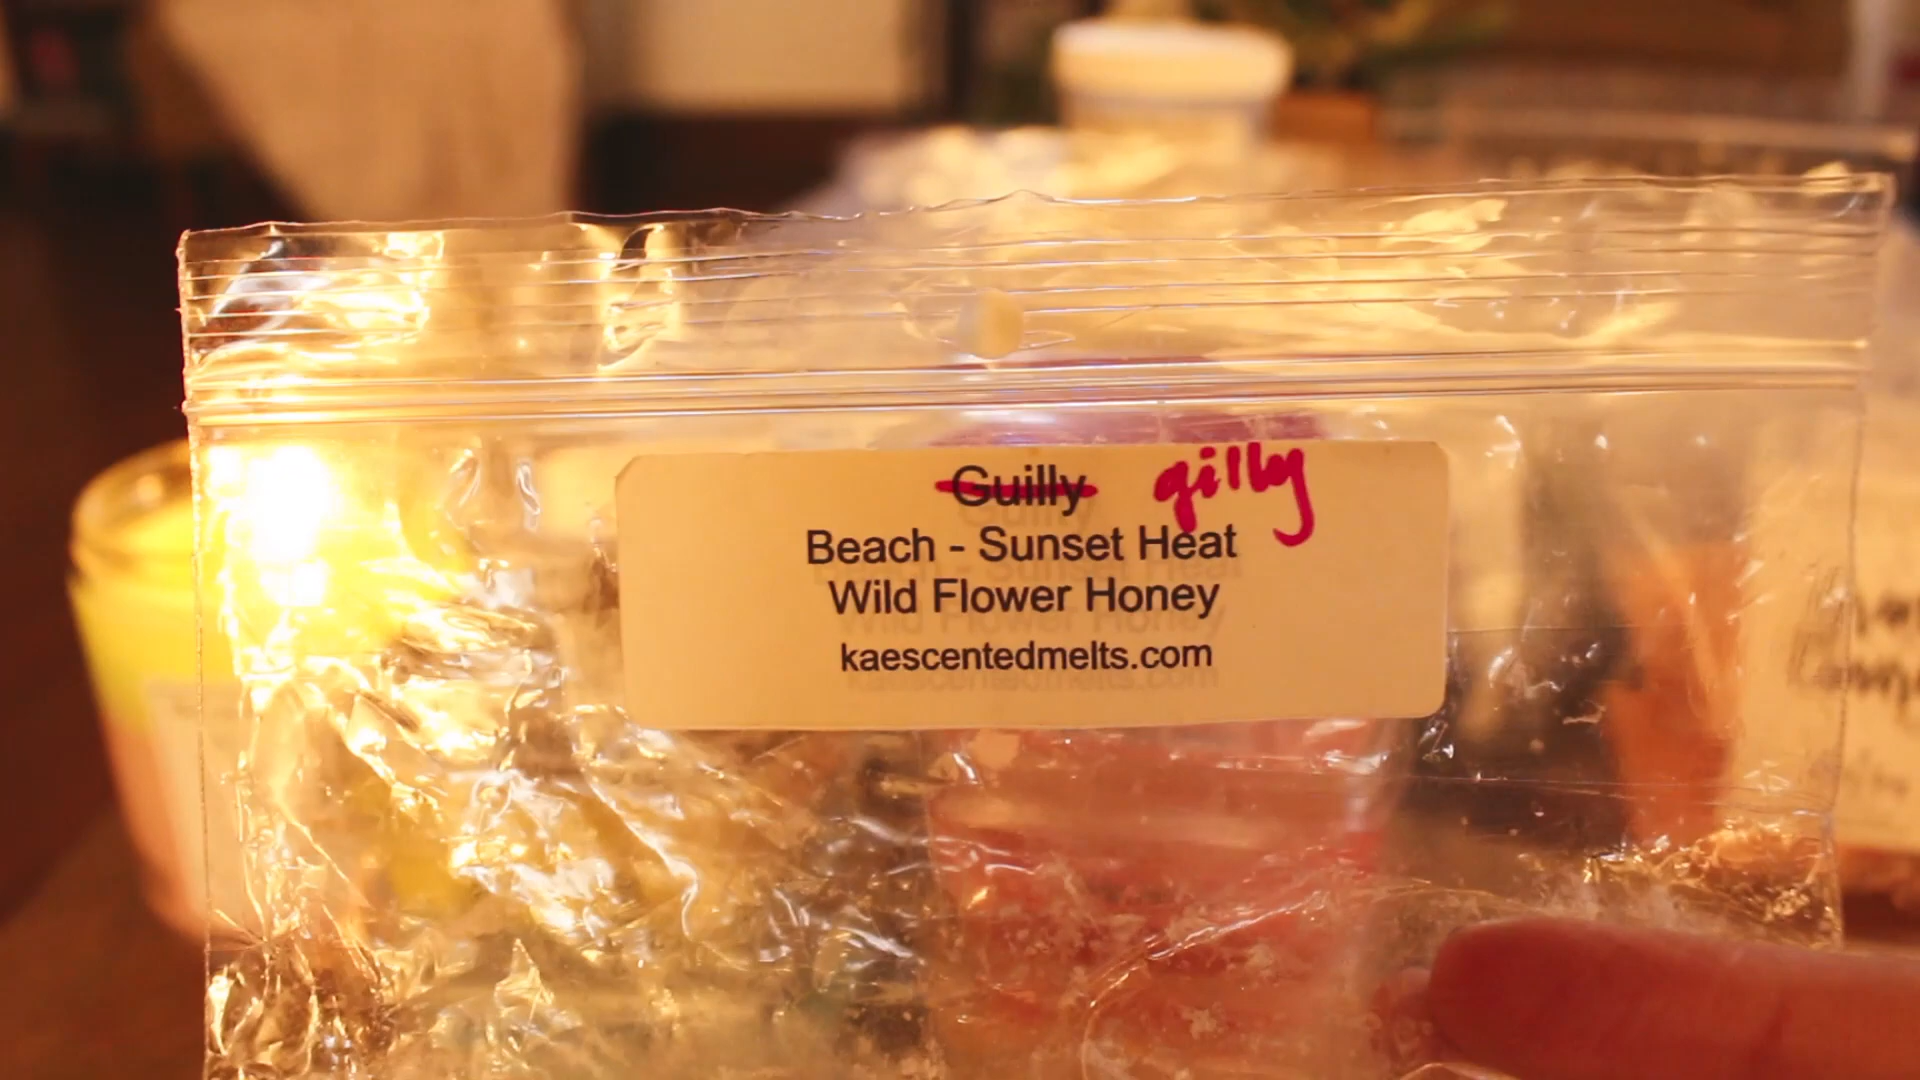 Guilly gilly
Beach - Sunset Heat
Wild Flower Honey
kaescentedmelts.com